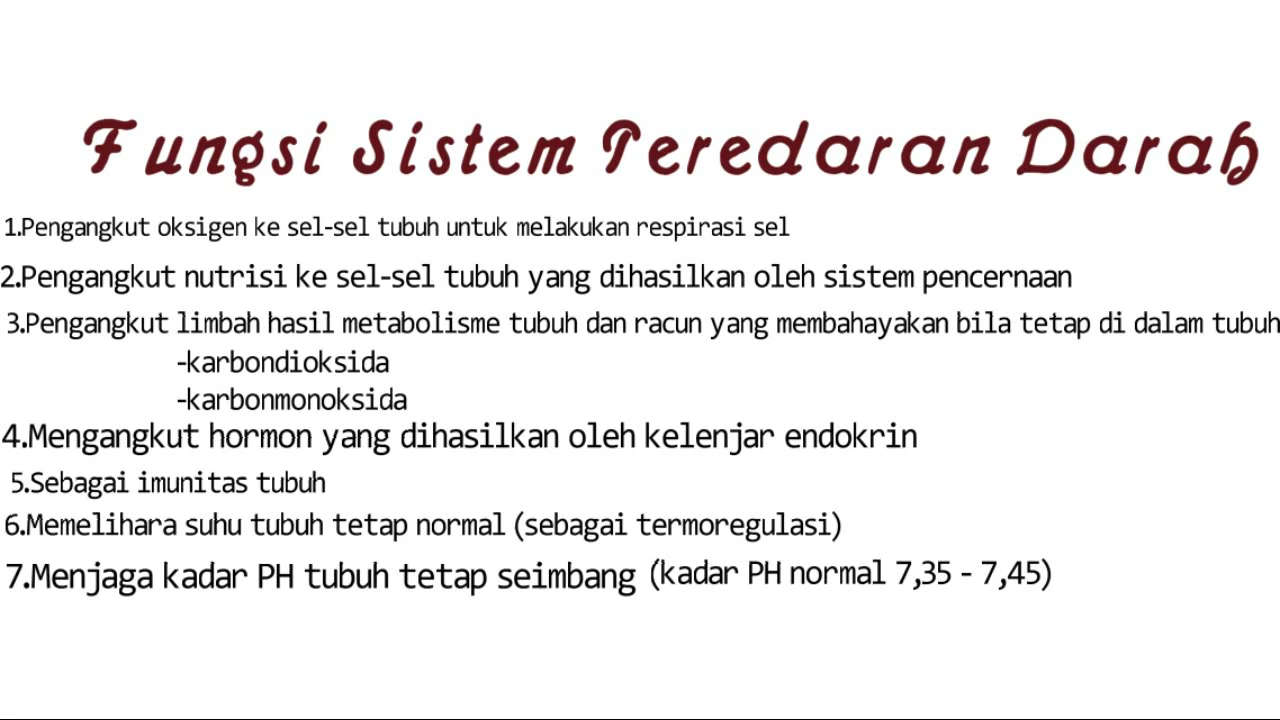 Fungsi Sistem Peredaran Darah
1.Pengangkut oksigen ke sel-sel tubuh untuk melakukan respirasi sel
2.Pengangkut nutrisi ke sel-sel tubuh yang dihasilkan oleh sistem pencernaan
3.Pengangkut limbah hasil metabolisme tubuh dan racun yang membahayakan bila tetap di dalam tubuh
-karbondioksida
-karbonmonoksida
4.Mengangkut hormon yang dihasilkan oleh kelenjar endokrin
5.Sebagai imunitas tubuh
6.Memelihara suhu tubuh tetap normal (sebagai termoregulasi)
7.Menjaga kadar PH tubuh tetap seimbang (kadar PH normal 7,35 - 7,45)